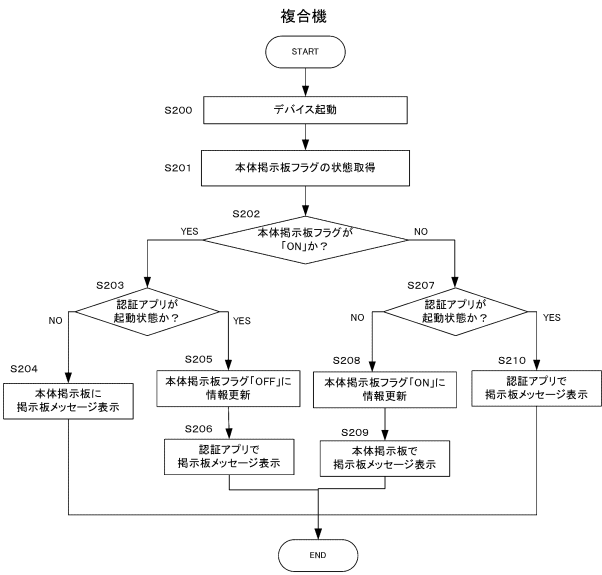 複合機
START
S200
デバイス起動
S201
本体掲示板フラグの状態取得
S202
本体掲示板フラグが
「ON」か？
YES
NO
S203
認証アプリが
起動状態か？
NO
YES
S207
認証アプリが
起動状態か？
NO
YES
S204
本体掲示板に
掲示板メッセージ表示
S205
本体掲示板フラグ「OFF」に
情報更新
S208
本体掲示板フラグ「ON」に
情報更新
S210
認証アプリで
掲示板メッセージ表示
S206
認証アプリで
掲示板メッセージ表示
S209
本体掲示板で
掲示板メッセージ表示
END